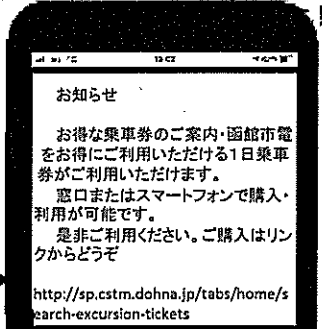 13:02
お知らせ
お得な乗車券のご案内・函館市電
をお得にご利用いただける1日乗車
券がご利用いただけます。
窓口またはスマートフォンで購入・
利用が可能です。
是非ご利用ください。ご購入はリン
クからどうぞ
http://sp.cstm.dohna.jp/tabs/home/s
earch-excursion-tickets